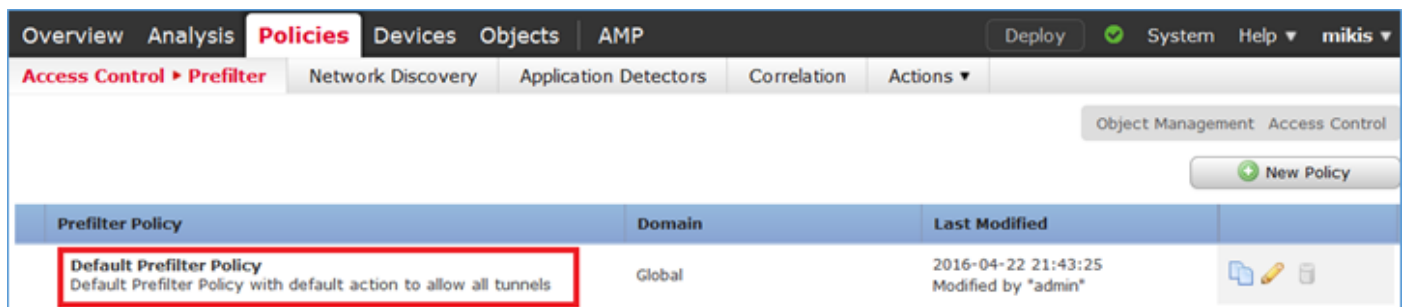 Overview Analysis Policies Devices Objects AMP Deploy System Help ▾ mikis ▾
Access Control ▸ Prefilter Network Discovery Application Detectors Correlation Actions ▾
Object Management Access Control
New Policy
Prefilter Policy Domain Last Modified
Default Prefilter Policy Global 2016-04-22 21:43:25
Default Prefilter Policy with default action to allow all tunnels Modified by "admin"